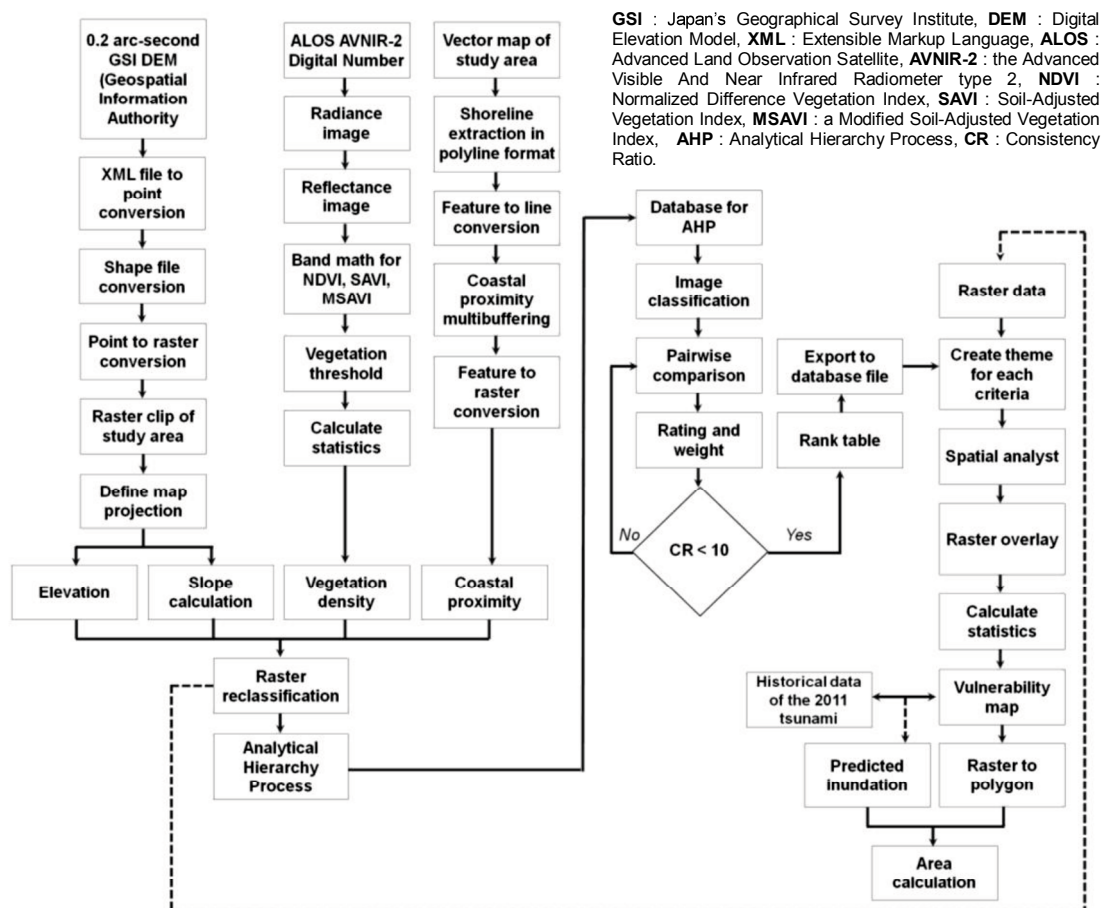 GSI : Japan's Geographical Survey Institute, DEM : Digital
Elevation Model, XML : Extensible Markup Language, ALOS :
Advanced Land Observation Satellite, AVNIR-2 : the Advanced
Visible And Near Infrared Radiometer type 2, NDVI :
Normalized Difference Vegetation Index, SAVI : Soil-Adjusted
Vegetation Index, MSAVI : a Modified Soil-Adjusted Vegetation
Index, AHP : Analytical Hierarchy Process, CR : Consistency
Ratio.
0.2 arc-second
GSI DEM
(Geospatial
Information
Authority)
XML file to
point
conversion
Shape file
conversion
Point to raster
conversion
Raster clip of
study area
Define map
projection
Elevation
Slope
calculation
ALOS AVNIR-2
Digital Number
Radiance
image
Reflectance
image
Band math for
NDVI, SAVI,
MSAVI
Vegetation
threshold
Calculate
statistics
Vegetation
density
Vector map of
study area
Shoreline
extraction in
polyline format
Feature to line
conversion
Coastal
proximity
multibuffering
Feature to
raster
conversion
Coastal
proximity
Raster
reclassification
Analytical
Hierarchy
Process
Database for
AHP
Image
classification
Pairwise
comparison
Rating and
weight
No
CR < 10
Yes
Rank table
Export to
database file
Raster data
Create theme
for each
criteria
Spatial
analyst
Raster overlay
Calculate
statistics
Vulnerability
map
Historical data
of the 2011
tsunami
Predicted
inundation
Raster to
polygon
Area
calculation